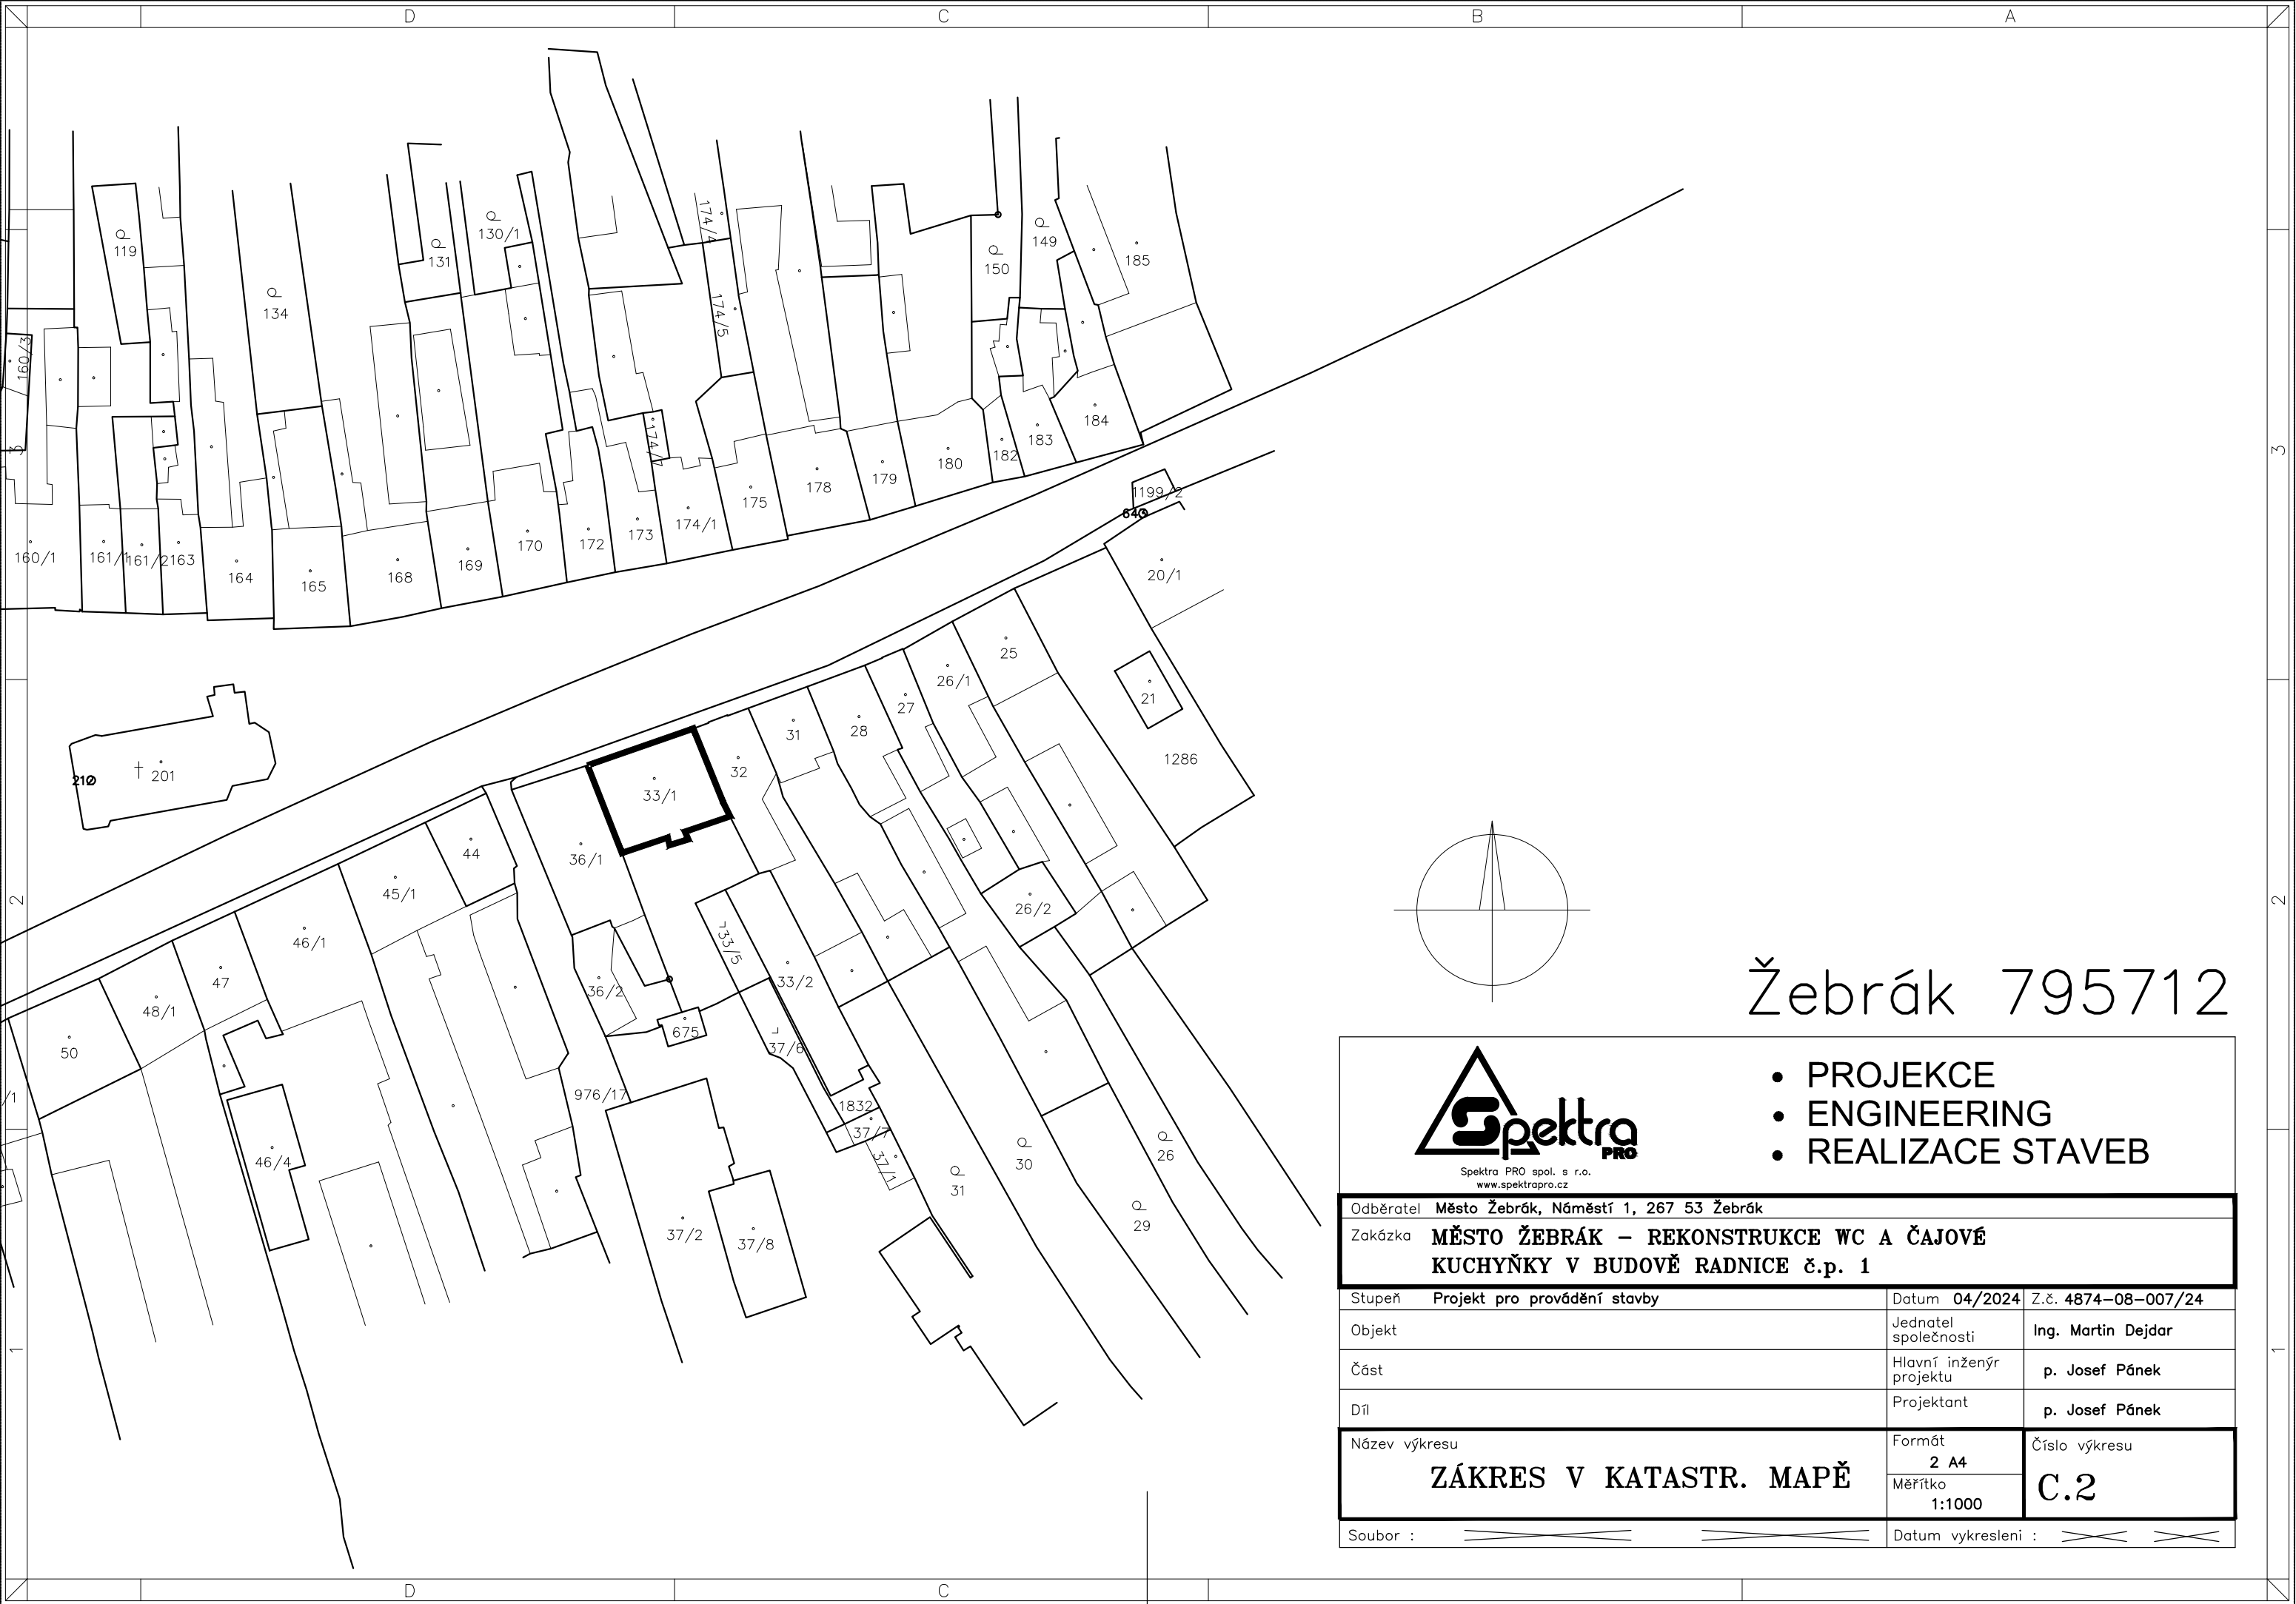 D
C
B
A
174/4
130/1
149
119
131
150
185
134
174/5
160/3
3
174/7
184
183
182
180
179
178
175
174/1
173
172
170
169
168
165
164
163
161/2
161/1
160/1
3
1199/2
640
20/1
25
26/1
21
27
28
31
32
1286
201
210
33/1
44
36/1
45/1
26/2
2
2
46/1
47
48/1
33/5
33/2
36/2
675
50
37/6
976/17
1832
37/7
37/1
46/4
/1
31
30
26
29
37/2
37/8
1
1
Žebrák 795712
Spektra
PRO
Spektra PRO spol. s r.o.
www.spektrapro.cz
• PROJEKCE
• ENGINEERING
• REALIZACE STAVEB
Odběratel Město Žebrák, Náměstí 1, 267 53 Žebrák
Zakázka MĚSTO ŽEBRÁK – REKONSTRUKCE WC A ČAJOVÉ
KUCHYŇKY V BUDOVĚ RADNICE č.p. 1
Stupeň Projekt pro provádění stavby
Datum 04/2024
Z.č. 4874-08-007/24
Objekt
Jednatel
společnosti
Ing. Martin Dejdar
Část
Hlavní inženýr
projektu
p. Josef Pánek
Díl
Projektant
p. Josef Pánek
Název výkresu
ZÁKRES V KATASTR. MAPĚ
Formát
2 A4
Měřítko
1:1000
Číslo výkresu
C.2
Soubor :
Datum vykresleni :
D
C